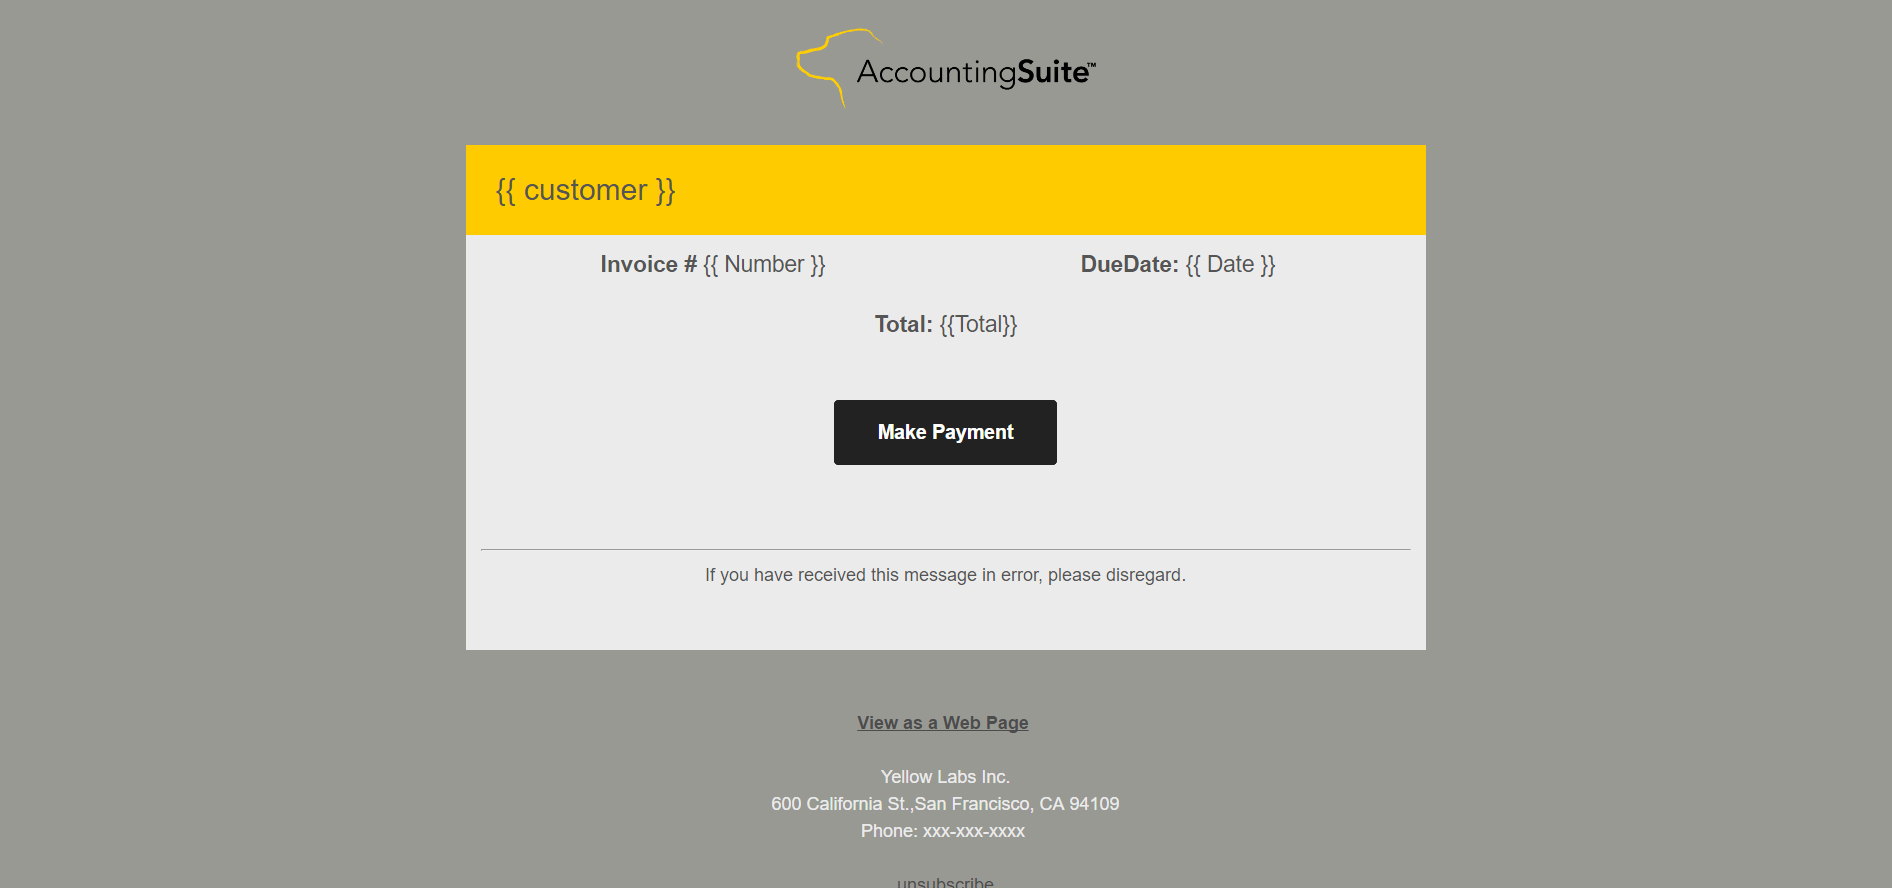 AccountingSuite™
{{ customer }}
Invoice # {{ Number }} DueDate: {{ Date }}
Total: {{Total}}
Make Payment
If you have received this message in error, please disregard.
View as a Web Page
Yellow Labs Inc.
600 California St.,San Francisco, CA 94109
Phone: xxx-xxx-xxxx
unsubscribe